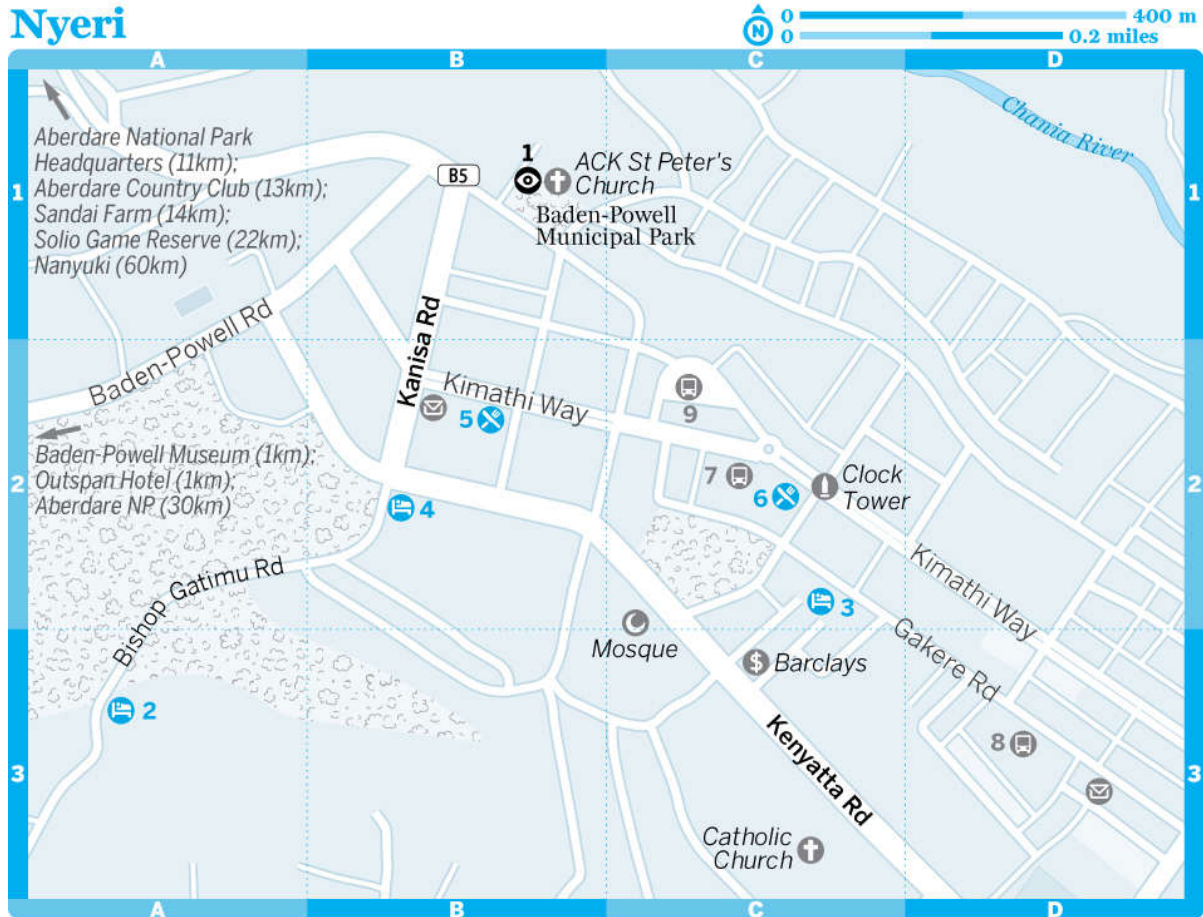 Nyeri
N
0 400 m
0 0.2 miles
A B C D
1
Aberdare National Park
Headquarters (11km);
Aberdare Country Club (13km);
Sandai Farm (14km);
Solio Game Reserve (22km);
Nanyuki (60km)
B5
1
ACK St Peter's
Church
Baden-Powell
Municipal Park
Chania River
1
Baden-Powell Rd
Kanisa Rd
Kimathi Way
5
9
2
Baden-Powell Museum (1km);
Outspan Hotel (1km);
Aberdare NP (30km)
4
7
6
Clock
Tower
2
Bishop Gatimu Rd
Kimathi Way
3
Gakere Rd
Mosque
$ Barclays
2
Kenyatta Rd
8
3
3
Catholic
Church
A B C D